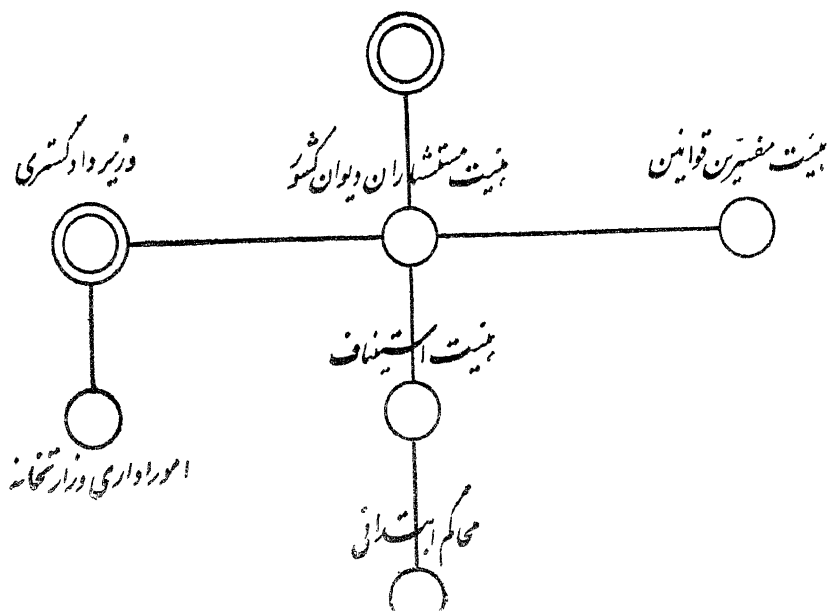 هیئت مفسرین قوانین
هیئت مستشاران دیوان کشور
وزیر دادگستری
هیئت استیناف
امور اداری وزارتخانه
محاکم ابتدائی